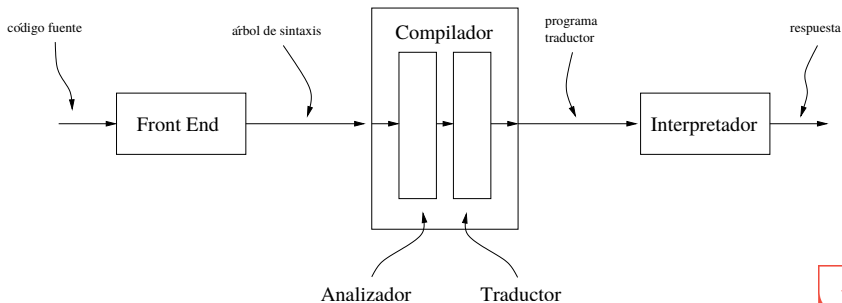 código fuente
árbol de sintaxis
Compilador
programa
traductor
respuesta
Front End
Interpretador
Analizador
Traductor